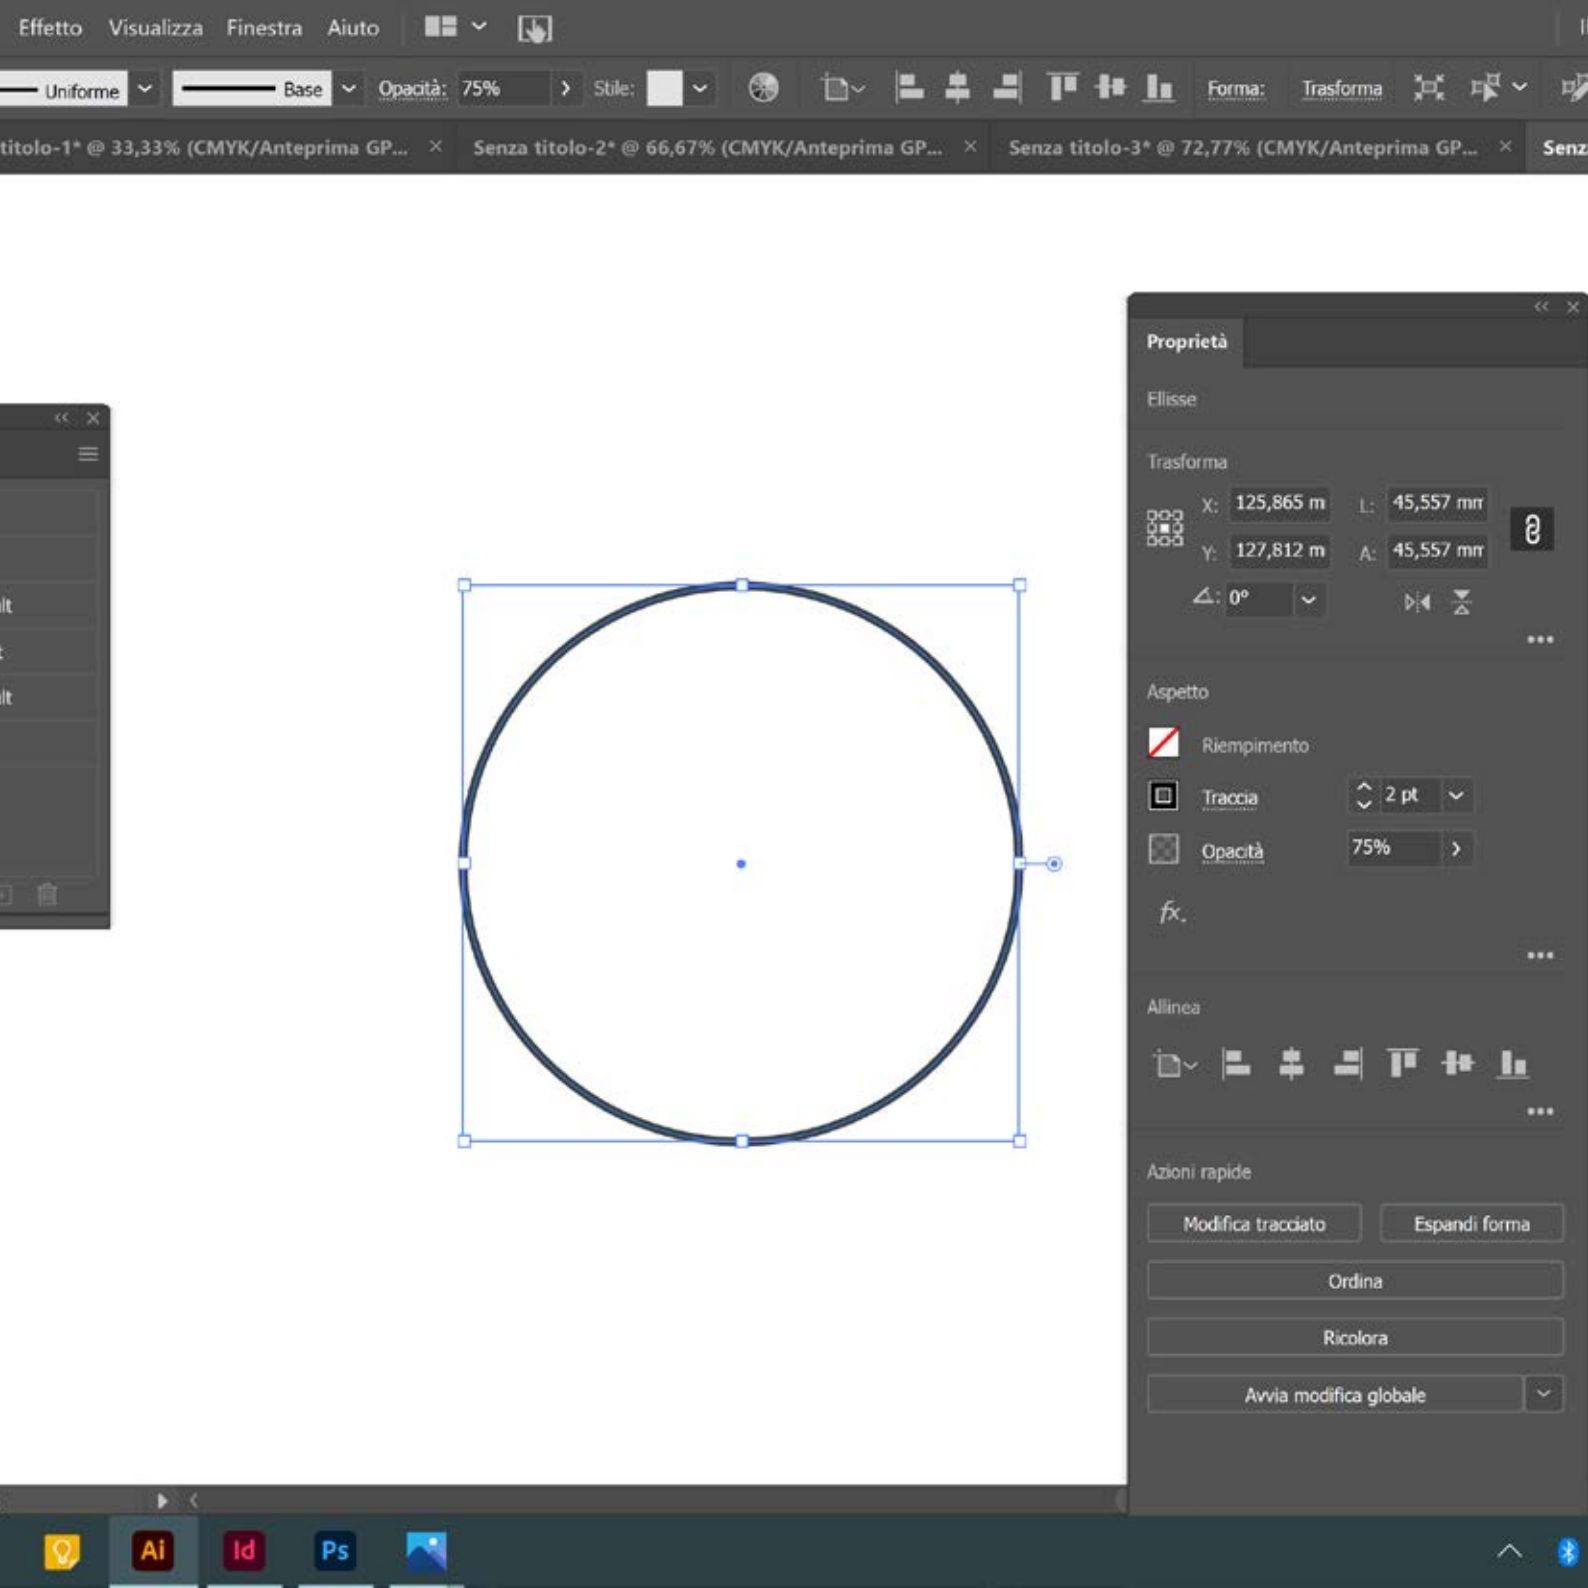 Effetto Visualizza Finestra Aiuto
Uniforme Base Opacità: 75% Stile: Forma: Trasforma
titolo-1* @ 33,33% (CMYK/Anteprima GP... × Senza titolo-2* @ 66,67% (CMYK/Anteprima GP... × Senza titolo-3* @ 72,77% (CMYK/Anteprima GP... × Senz
Proprietà
Ellisse
Trasforma
X: 125,865 m L: 45,557 mm
Y: 127,812 m A: 45,557 mm
0°
lt
t
lt
Aspetto
Riempimento
Traccia 2 pt
Opacità 75%
fx.
Allinea
Azioni rapide
Modifica tracciato Espandi forma
Ordina
Ricolora
Avvia modifica globale
Ai Id Ps